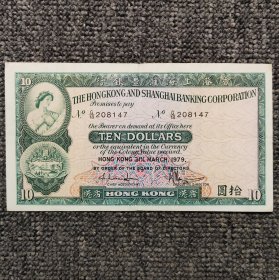 10
THE HONGKONG AND SHANGHAI BANKING CORPORATION
Promises to pay
No 208147 No 208147
the Bearer on demand at its Office here
TEN DOLLARS
or the equivalent in the Currency
of the Colony, Value received.
HONG KONG 31ST MARCH, 1979.
BY ORDER OF THE BOARD OF DIRECTORS
10 HONG KONG 圓拾 10